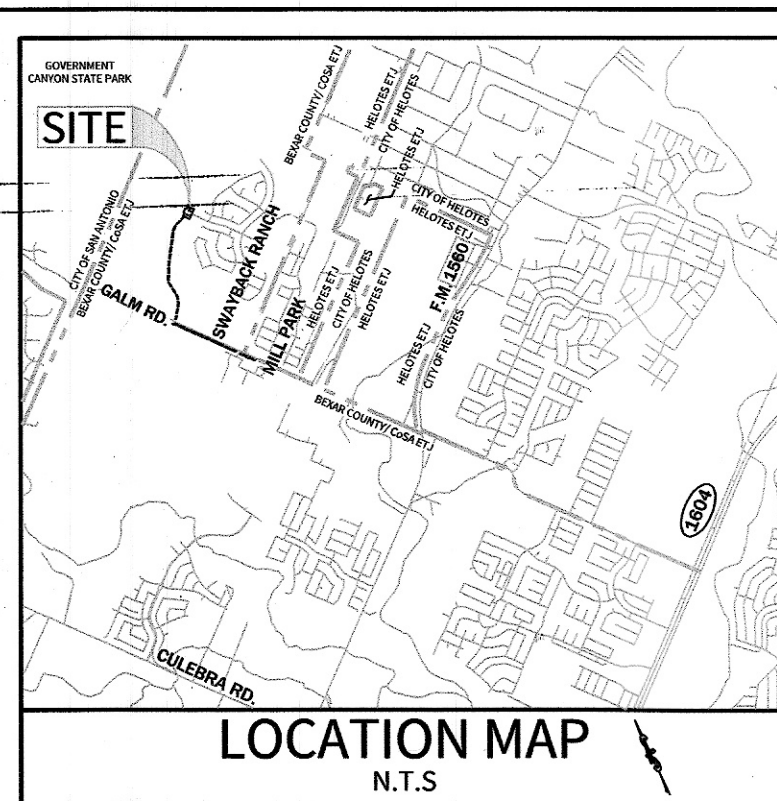 GOVERNMENT
CANYON STATE PARK
SITE
BEXAR COUNTY/ CoSA ETJ
HELOTES ETJ
CITY OF HELOTES
HELOTES ETJ
CITY OF HELOTES
HELOTES ETJ
CITY OF SAN ANTONIO
BEXAR COUNTY/ CoSA ETJ
GALM RD.
SWAYBACK RANCH
MILL PARK
HELOTES ETJ
CITY OF HELOTES
HELOTES ETJ
F.M. 1560
HELOTES ETJ
CITY OF HELOTES
BEXAR COUNTY/ CoSA ETJ
1604
CULEBRA RD.
LOCATION MAP
N.T.S